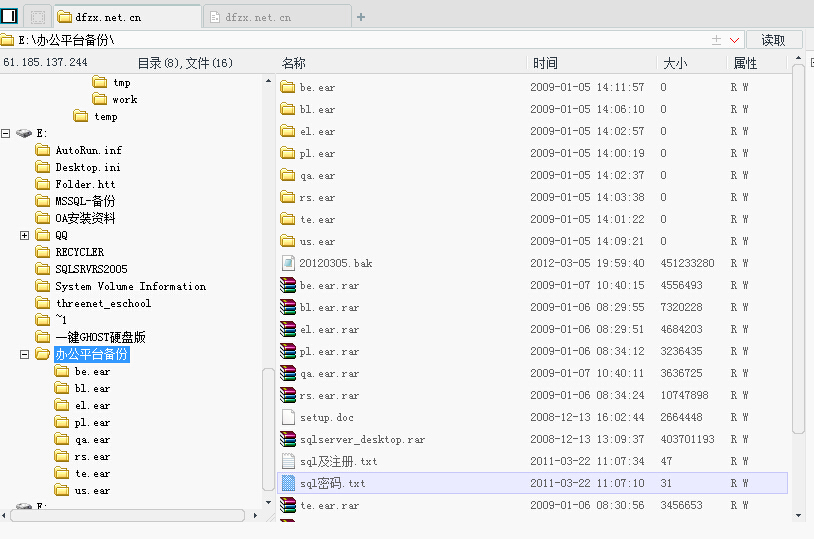 dfzx.net.cn dfzx.net.cn
E:\办公平台备份\ 读取
61.185.137.244 目录(8),文件(16)
tmp
work
temp
E:
AutoRun.inf
Desktop.ini
Folder.htt
MSSQL-备份
OA安装资料
QQ
RECYCLER
SQLSRVRS2005
System Volume Information
threenet_eschool
~1
一键GHOST硬盘版
办公平台备份
be.ear
bl.ear
el.ear
pl.ear
qa.ear
rs.ear
te.ear
us.ear
名称 时间 大小 属性
be.ear 2009-01-05 14:11:57 0 R W
bl.ear 2009-01-05 14:06:10 0 R W
el.ear 2009-01-05 14:02:57 0 R W
pl.ear 2009-01-05 14:00:19 0 R W
qa.ear 2009-01-05 14:02:37 0 R W
rs.ear 2009-01-05 14:03:38 0 R W
te.ear 2009-01-05 14:01:22 0 R W
us.ear 2009-01-05 14:09:21 0 R W
20120305.bak 2012-03-05 19:59:40 451233280 R W
be.ear.rar 2009-01-07 10:40:15 4556493 R W
bl.ear.rar 2009-01-06 08:29:55 7320228 R W
el.ear.rar 2009-01-06 08:29:51 4684203 R W
pl.ear.rar 2009-01-06 08:34:12 3236435 R W
qa.ear.rar 2009-01-07 10:40:11 3636725 R W
rs.ear.rar 2009-01-06 08:34:24 10747898 R W
setup.doc 2008-12-13 16:02:44 2664448 R W
sqlserver_desktop.rar 2008-12-13 13:09:37 403701193 R W
sql及注册.txt 2011-03-22 11:07:34 47 R W
sql密码.txt 2011-03-22 11:07:10 31 R W
te.ear.rar 2009-01-06 08:30:56 3456653 R W